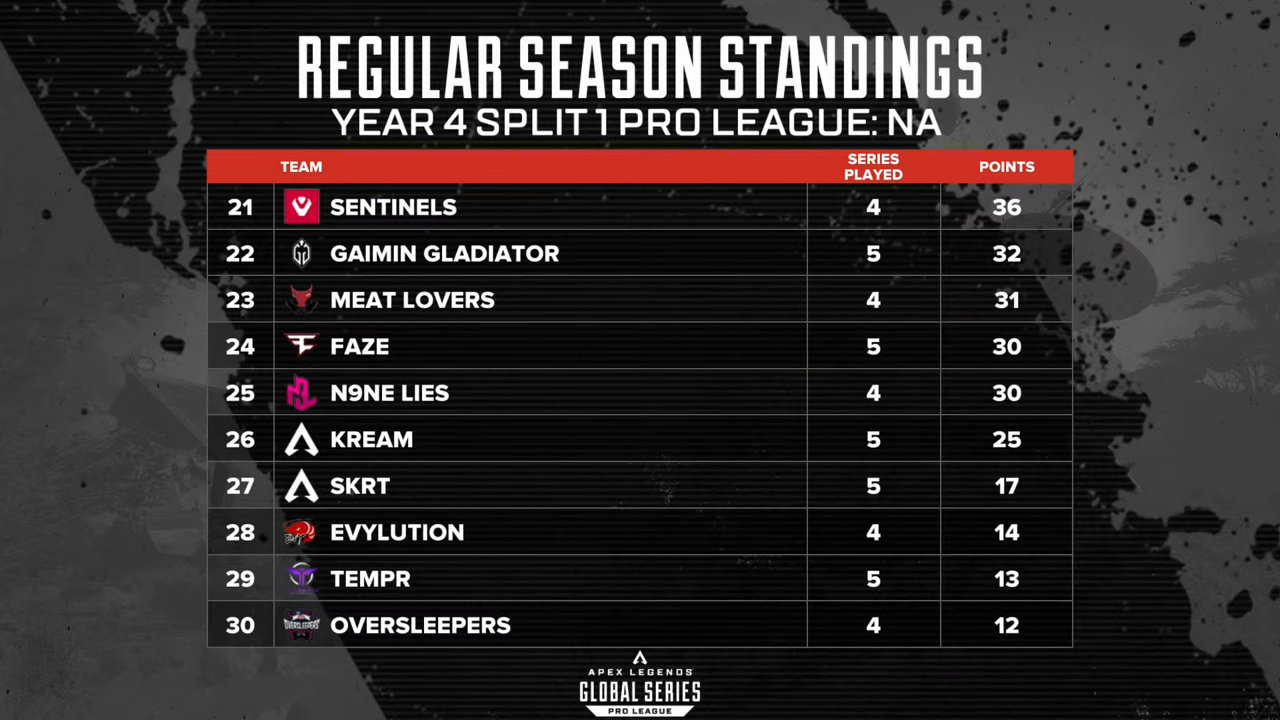 REGULAR SEASON STANDINGS
YEAR 4 SPLIT 1 PRO LEAGUE: NA
TEAM SERIES PLAYED POINTS
21 SENTINELS 4 36
22 GAIMIN GLADIATOR 5 32
23 MEAT LOVERS 4 31
24 FAZE 5 30
25 N9NE LIES 4 30
26 KREAM 5 25
27 SKRT 5 17
28 EVYLUTION 4 14
29 TEMPR 5 13
30 OVERSLEEPERS OVERSLEEPERS 4 12
APEX LEGENDS
GLOBAL SERIES
PRO LEAGUE